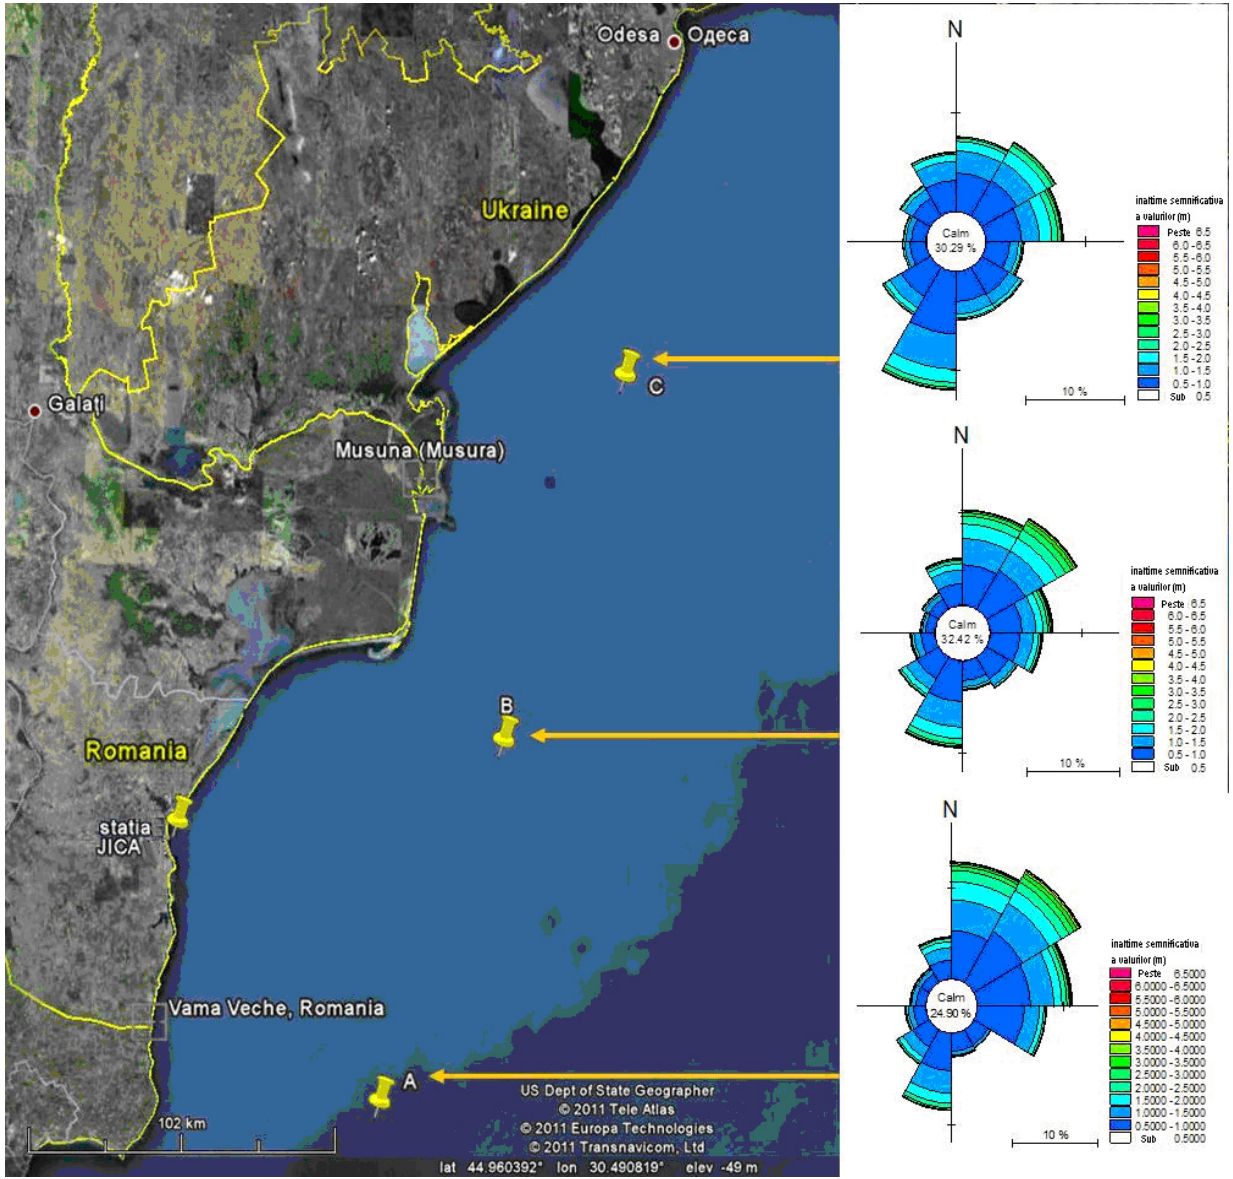 Odesa Одеса
Ukraine
Galați
Musuna (Musura)
C
B
Romania
statia
JICA
Vama Veche, Romania
A
102 km
US Dept of State Geographer
© 2011 Tele Atlas
© 2011 Europa Technologies
© 2011 Transnavicom, Ltd
lat 44.960392° lon 30.490819° elev -49 m
N
Calm
30.29 %
10 %
inaltime semnificativa
a valurilor (m)
Peste 6.5
6.0 - 6.5
5.5 - 6.0
5.0 - 5.5
4.5 - 5.0
4.0 - 4.5
3.5 - 4.0
3.0 - 3.5
2.5 - 3.0
2.0 - 2.5
1.5 - 2.0
1.0 - 1.5
0.5 - 1.0
Sub 0.5
N
Calm
32.42 %
10 %
inaltime semnificativa
a valurilor (m)
Peste 6.5
6.0 - 6.5
5.5 - 6.0
5.0 - 5.5
4.5 - 5.0
4.0 - 4.5
3.5 - 4.0
3.0 - 3.5
2.5 - 3.0
2.0 - 2.5
1.5 - 2.0
1.0 - 1.5
0.5 - 1.0
Sub 0.5
N
Calm
24.90 %
10 %
inaltime semnificativa
a valurilor (m)
Peste 6.5000
6.0000 - 6.5000
5.5000 - 6.0000
5.0000 - 5.5000
4.5000 - 5.0000
4.0000 - 4.5000
3.5000 - 4.0000
3.0000 - 3.5000
2.5000 - 3.0000
2.0000 - 2.5000
1.5000 - 2.0000
1.0000 - 1.5000
0.5000 - 1.0000
Sub 0.5000